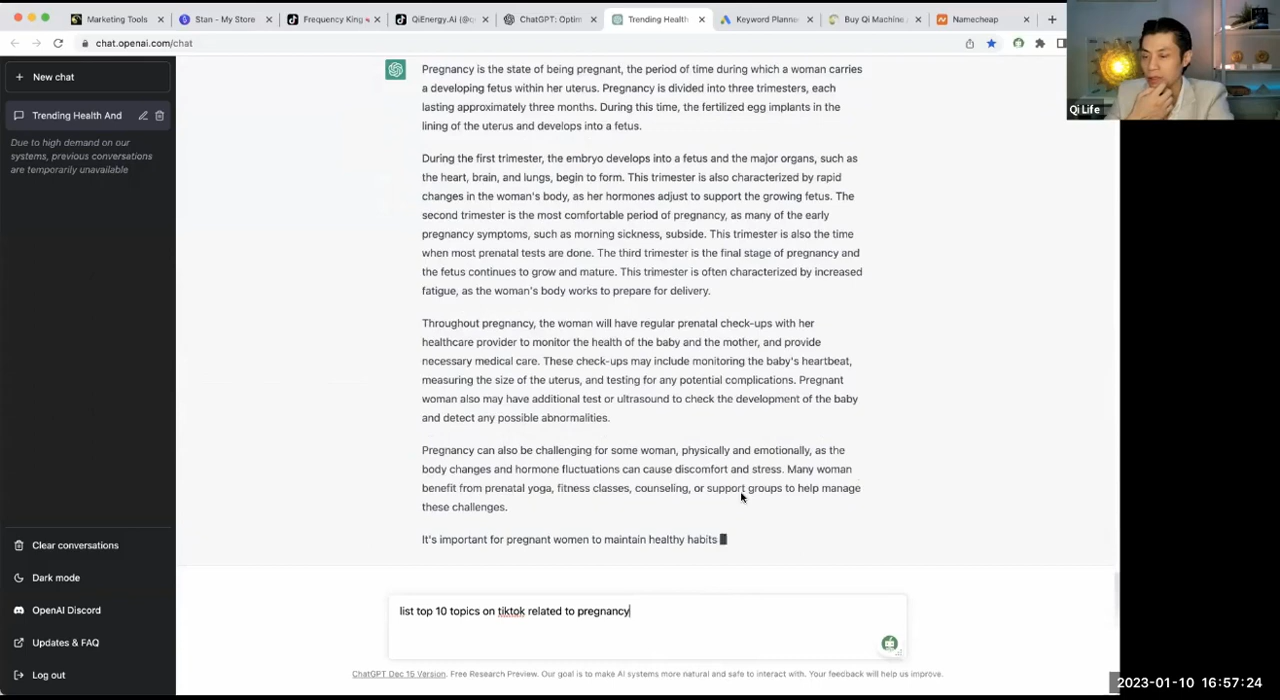 Marketing Tools
Stan - My Store
Frequency King
QiEnergy.AI (@q
ChatGPT: Optim
Trending Health
Keyword Planne
Buy Qi Machine
Namecheap
chat.openai.com/chat
Qi Life
New chat
Trending Health And
Due to high demand on our
systems, previous conversations
are temporarily unavailable
Pregnancy is the state of being pregnant, the period of time during which a woman carries
a developing fetus within her uterus. Pregnancy is divided into three trimesters, each
lasting approximately three months. During this time, the fertilized egg implants in the
lining of the uterus and develops into a fetus.
During the first trimester, the embryo develops into a fetus and the major organs, such as
the heart, brain, and lungs, begin to form. This trimester is also characterized by rapid
changes in the woman's body, as her hormones adjust to support the growing fetus. The
second trimester is the most comfortable period of pregnancy, as many of the early
pregnancy symptoms, such as morning sickness, subside. This trimester is also the time
when most prenatal tests are done. The third trimester is the final stage of pregnancy and
the fetus continues to grow and mature. This trimester is often characterized by increased
fatigue, as the woman's body works to prepare for delivery.
Throughout pregnancy, the woman will have regular prenatal check-ups with her
healthcare provider to monitor the health of the baby and the mother, and provide
necessary medical care. These check-ups may include monitoring the baby's heartbeat,
measuring the size of the uterus, and testing for any potential complications. Pregnant
woman also may have additional test or ultrasound to check the development of the baby
and detect any possible abnormalities.
Pregnancy can also be challenging for some woman, physically and emotionally, as the
body changes and hormone fluctuations can cause discomfort and stress. Many woman
benefit from prenatal yoga, fitness classes, counseling, or support groups to help manage
these challenges.
It's important for pregnant women to maintain healthy habits
Clear conversations
Dark mode
OpenAI Discord
Updates & FAQ
Log out
list top 10 topics on tiktok related to pregnancy
ChatGPT Dec 15 Version. Free Research Preview. Our goal is to make AI systems more natural and safe to interact with. Your feedback will help us improve.
2023-01-10 16:57:24